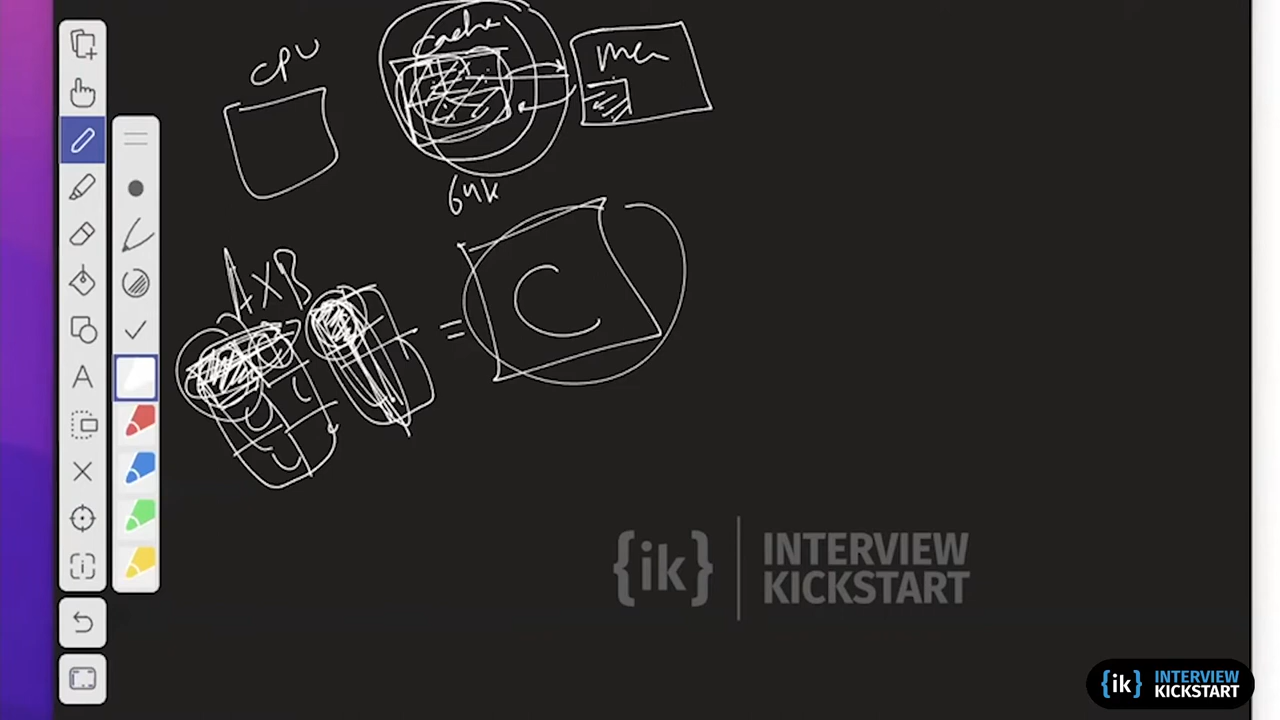 cache
CPU
mem
64k
A X B
=
C
A
{ik} INTERVIEW
KICKSTART
{ik} INTERVIEW
KICKSTART